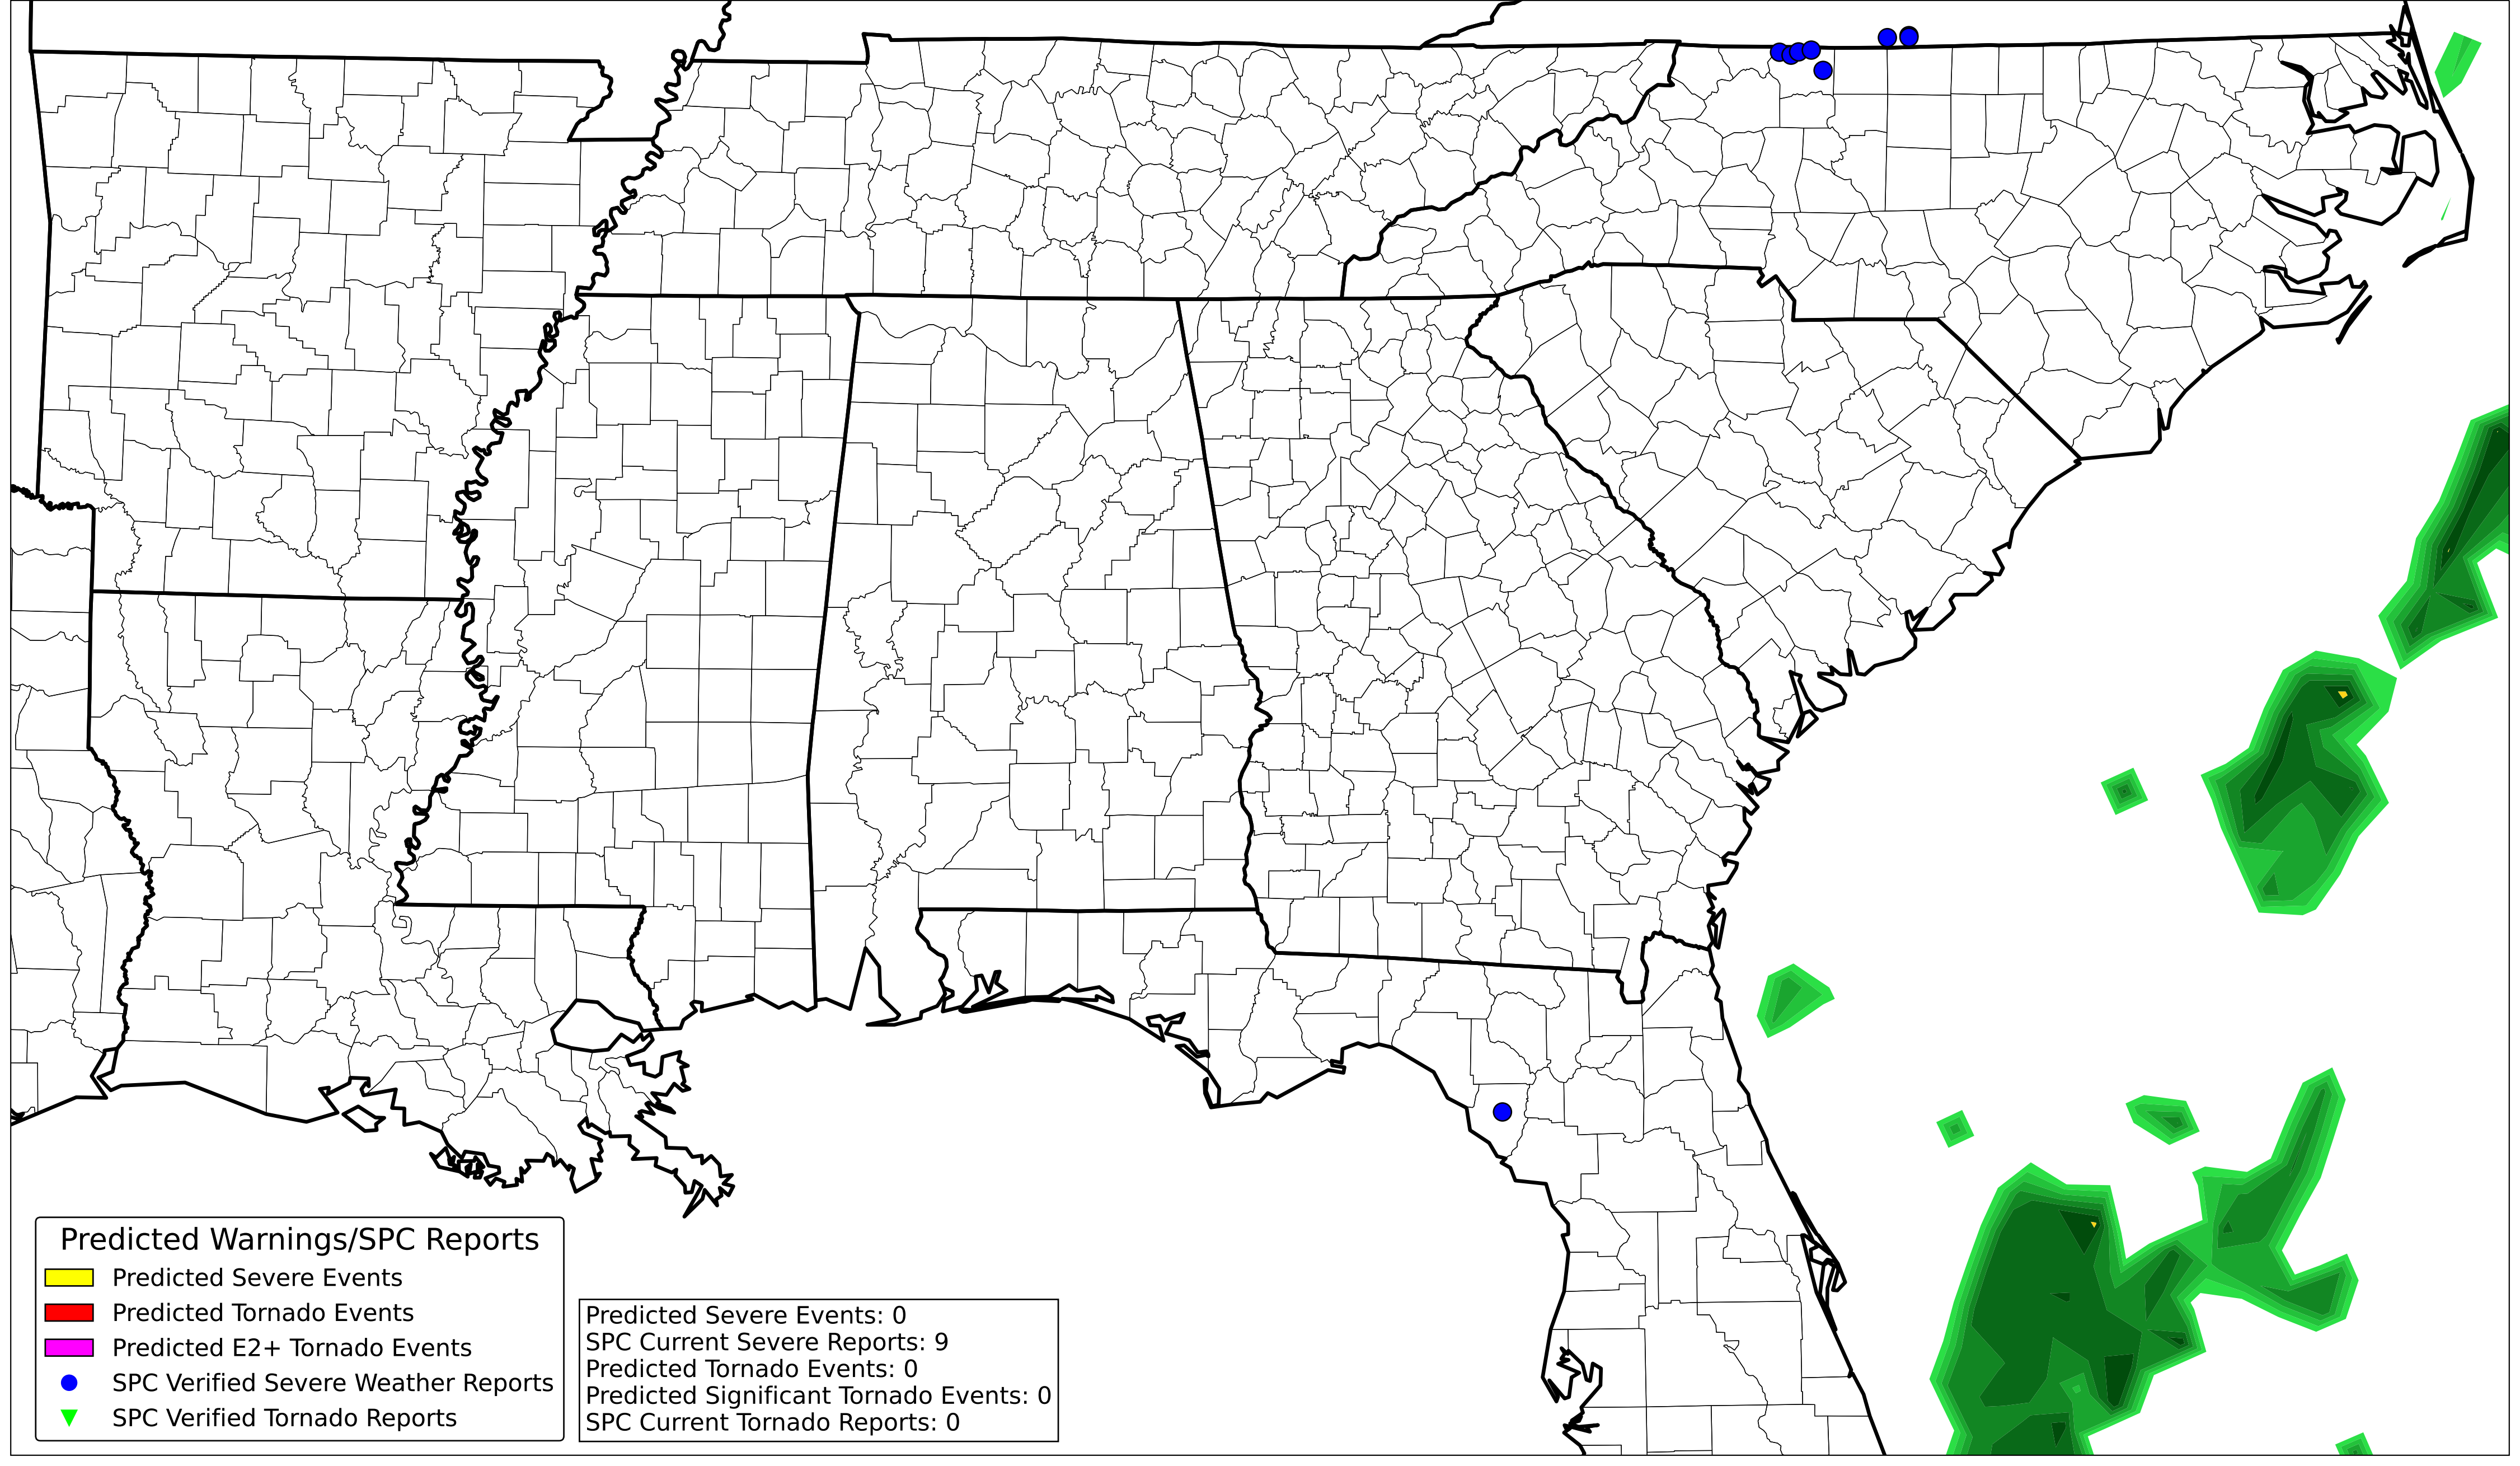 Predicted Warnings/SPC Reports
Predicted Severe Events
Predicted Tornado Events
Predicted E2+ Tornado Events
SPC Verified Severe Weather Reports
SPC Verified Tornado Reports
Predicted Severe Events: 0
SPC Current Severe Reports: 9
Predicted Tornado Events: 0
Predicted Significant Tornado Events: 0
SPC Current Tornado Reports: 0